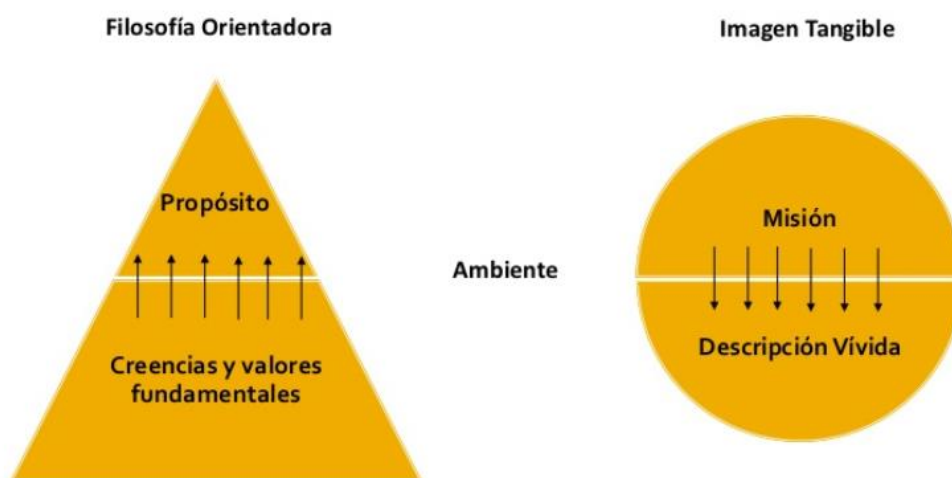 Filosofía Orientadora
Imagen Tangible
Propósito
Creencias y valores
fundamentales
Ambiente
Misión
Descripción Vívida